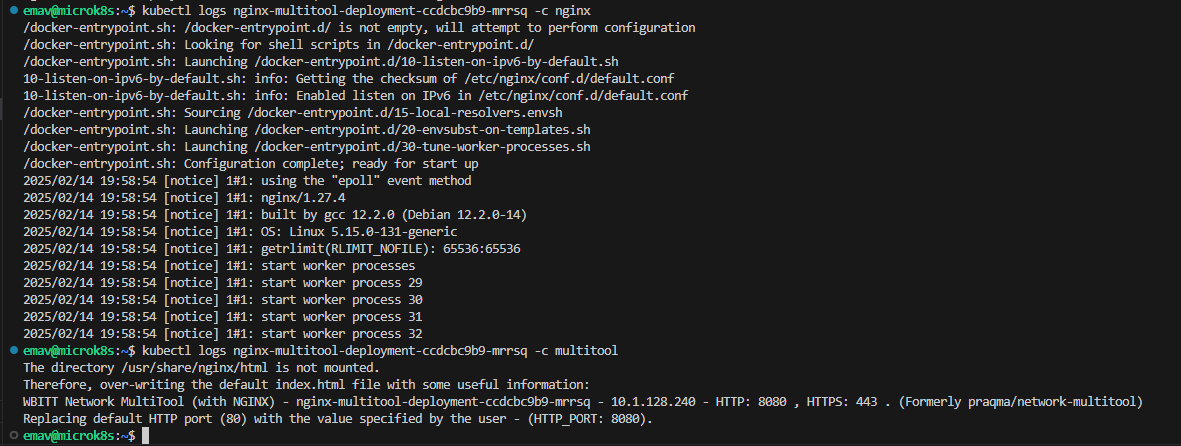 emav@microk8s:~$ kubectl logs nginx-multitool-deployment-ccdcbc9b9-mrrsq -c nginx
/docker-entrypoint.sh: /docker-entrypoint.d/ is not empty, will attempt to perform configuration
/docker-entrypoint.sh: Looking for shell scripts in /docker-entrypoint.d/
/docker-entrypoint.sh: Launching /docker-entrypoint.d/10-listen-on-ipv6-by-default.sh
10-listen-on-ipv6-by-default.sh: info: Getting the checksum of /etc/nginx/conf.d/default.conf
10-listen-on-ipv6-by-default.sh: info: Enabled listen on IPv6 in /etc/nginx/conf.d/default.conf
/docker-entrypoint.sh: Sourcing /docker-entrypoint.d/15-local-resolvers.envsh
/docker-entrypoint.sh: Launching /docker-entrypoint.d/20-envsubst-on-templates.sh
/docker-entrypoint.sh: Launching /docker-entrypoint.d/30-tune-worker-processes.sh
/docker-entrypoint.sh: Configuration complete; ready for start up
2025/02/14 19:58:54 [notice] 1#1: using the "epoll" event method
2025/02/14 19:58:54 [notice] 1#1: nginx/1.27.4
2025/02/14 19:58:54 [notice] 1#1: built by gcc 12.2.0 (Debian 12.2.0-14)
2025/02/14 19:58:54 [notice] 1#1: OS: Linux 5.15.0-131-generic
2025/02/14 19:58:54 [notice] 1#1: getrlimit(RLIMIT_NOFILE): 65536:65536
2025/02/14 19:58:54 [notice] 1#1: start worker processes
2025/02/14 19:58:54 [notice] 1#1: start worker process 29
2025/02/14 19:58:54 [notice] 1#1: start worker process 30
2025/02/14 19:58:54 [notice] 1#1: start worker process 31
2025/02/14 19:58:54 [notice] 1#1: start worker process 32
emav@microk8s:~$ kubectl logs nginx-multitool-deployment-ccdcbc9b9-mrrsq -c multitool
The directory /usr/share/nginx/html is not mounted.
Therefore, over-writing the default index.html file with some useful information:
WBITT Network MultiTool (with NGINX) - nginx-multitool-deployment-ccdcbc9b9-mrrsq - 10.1.128.240 - HTTP: 8080 , HTTPS: 443 . (Formerly praqma/network-multitool)
Replacing default HTTP port (80) with the value specified by the user - (HTTP_PORT: 8080).
emav@microk8s:~$